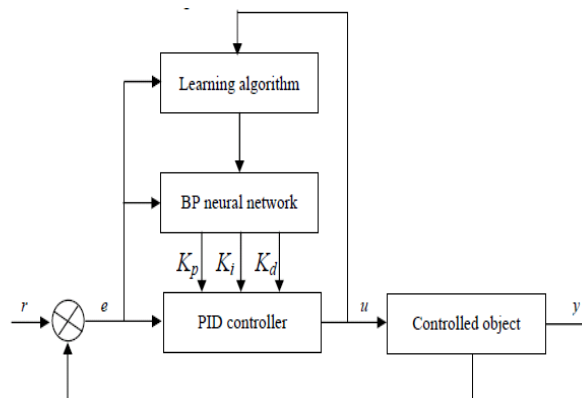 Learning algorithm
BP neural network
Kp Ki Kd
r e PID controller u Controlled object y